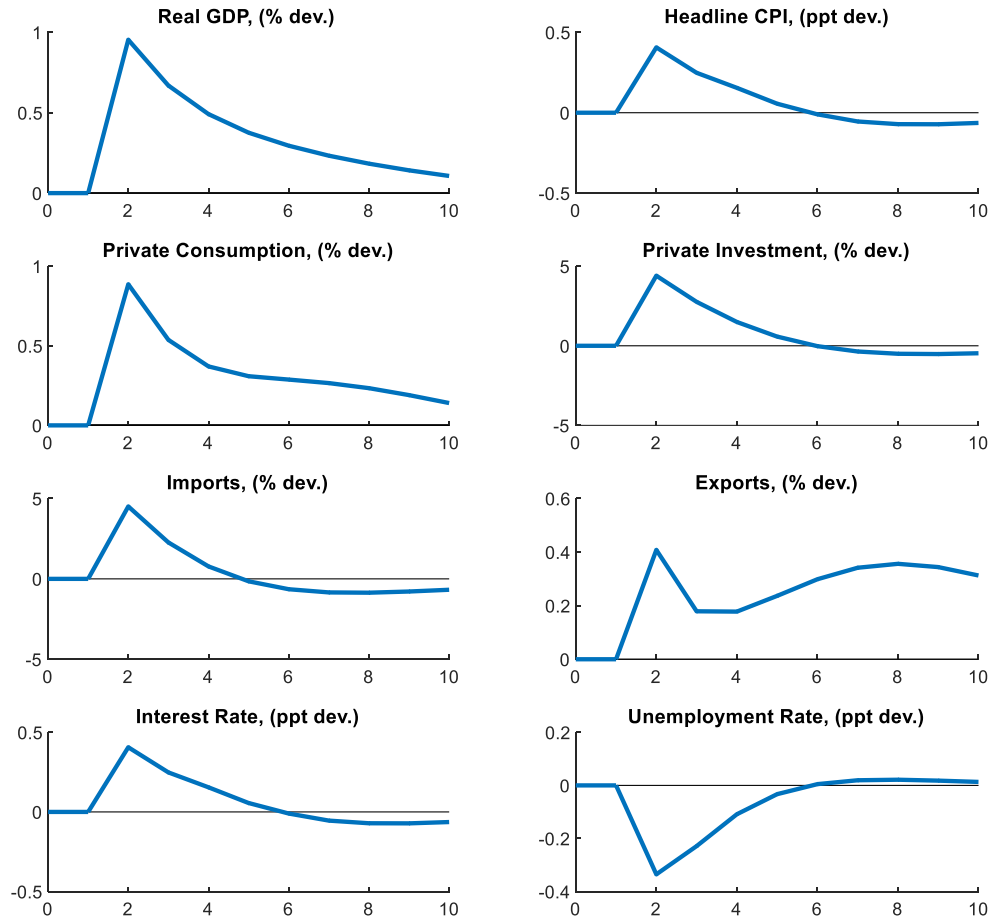 Real GDP, (% dev.)
1
0.5
0
0 2 4 6 8 10
Headline CPI, (ppt dev.)
0.5
0
-0.5
0 2 4 6 8 10
Private Consumption, (% dev.)
1
0.5
0
0 2 4 6 8 10
Private Investment, (% dev.)
5
0
-5
0 2 4 6 8 10
Imports, (% dev.)
5
0
-5
0 2 4 6 8 10
Exports, (% dev.)
0.6
0.4
0.2
0
0 2 4 6 8 10
Interest Rate, (ppt dev.)
0.5
0
-0.5
0 2 4 6 8 10
Unemployment Rate, (ppt dev.)
0.2
0
-0.2
-0.4
0 2 4 6 8 10